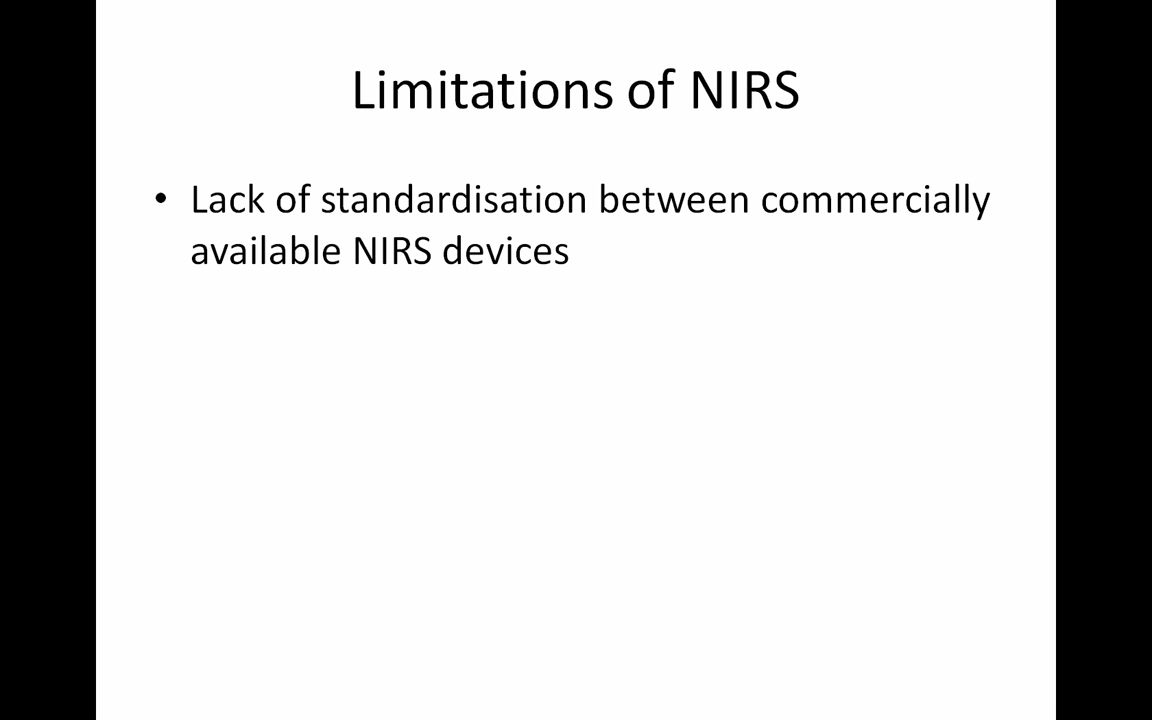 Limitations of NIRS
• Lack of standardisation between commercially
available NIRS devices